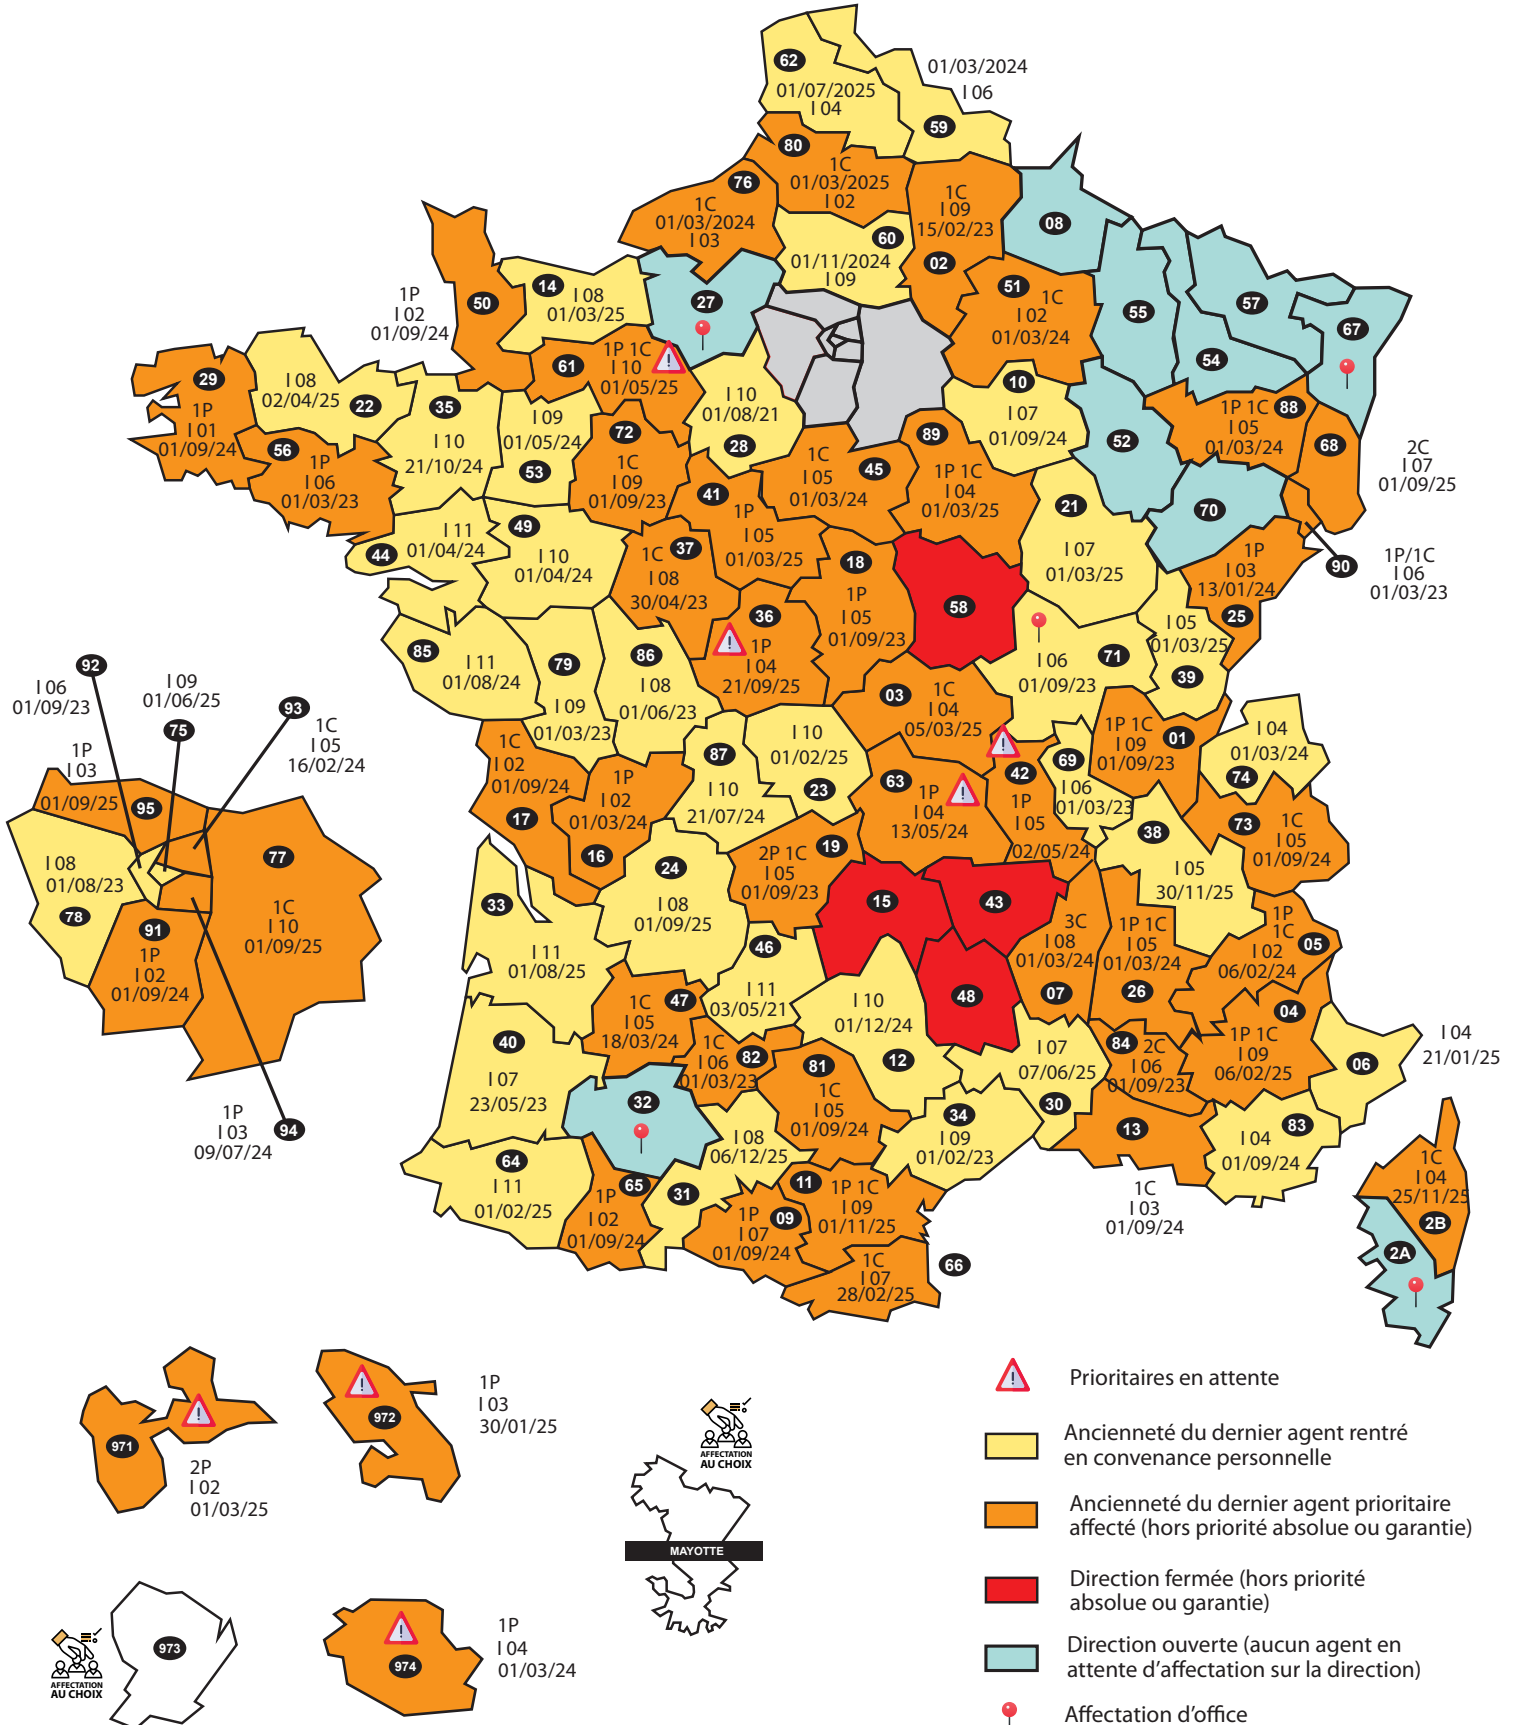 62
01/07/2025
I 04
01/03/2024
I 06
59
80
1C
01/03/2025
I 02
76
1C
01/03/2024
I 03
1C
I 09
15/02/23
02
08
60
01/11/2024
I 09
27
14
I 08
01/03/25
50
1P
I 02
01/09/24
51
1C
I 02
01/03/24
55
57
67
54
61
1P 1C
I 10
01/05/25
29
1P
I 01
01/09/24
I 08
02/04/25
22
35
I 10
21/10/24
I 09
01/05/24
53
72
1C
I 09
01/09/23
I 10
01/08/21
28
10
I 07
01/09/24
52
1P 1C
88
I 05
01/03/24
68
2C
I 07
01/09/25
56
1P
I 06
01/03/23
1C
I 05
45
01/03/24
89
1P 1C
I 04
01/03/25
41
1P
I 05
01/03/25
21
I 07
01/03/25
70
90
1P/1C
I 06
01/03/23
44
I 11
01/04/24
49
I 10
01/04/24
37
1C
I 08
30/04/23
18
1P
I 05
01/09/23
58
1P
I 03
13/01/24
25
36
1P
I 04
21/09/25
85
I 11
01/08/24
79
I 09
01/03/23
86
I 08
01/06/23
71
I 06
01/09/23
I 05
01/03/25
39
03
1C
I 04
05/03/25
1P 1C
I 09
01
01/09/23
I 04
01/03/24
74
92
I 06
01/09/23
I 09
01/06/25
75
93
1C
I 05
16/02/24
1P
I 03
01/09/25
95
I 08
01/08/23
78
77
1C
I 10
01/09/25
91
1P
I 02
01/09/24
1P
I 03
09/07/24
94
1C
I 02
01/09/24
17
1P
I 02
01/03/24
16
87
I 10
21/07/24
I 10
01/02/25
23
63
1P
I 04
13/05/24
42
1P
I 05
02/05/24
69
I 06
01/03/23
38
I 05
30/11/25
73
1C
I 05
01/09/24
24
I 08
01/09/25
19
2P 1C
I 05
01/09/23
15
43
33
I 11
01/08/25
46
I 11
03/05/21
48
3C
I 08
01/03/24
07
1P 1C
I 05
01/03/24
26
1P
1C
I 02
05
06/02/24
47
1C
I 05
18/03/24
40
I 07
23/05/23
I 10
01/12/24
12
1C
I 06
82
01/03/23
81
1C
I 05
01/09/24
I 07
07/06/25
30
84
2C
I 06
01/09/23
04
1P 1C
I 09
06/02/25
06
I 04
21/01/25
32
34
I 09
01/02/23
13
1C
I 03
01/09/24
83
I 04
01/09/24
64
I 11
01/02/25
65
1P
I 02
01/09/24
I 08
06/12/25
31
1P
09
I 07
01/09/24
11
1P 1C
I 09
01/11/25
1C
I 07
28/02/25
66
1C
I 04
25/11/25
2B
2A
971
2P
I 02
01/03/25
972
1P
I 03
30/01/25
AFFECTATION
AU CHOIX
MAYOTTE
AFFECTATION
AU CHOIX
973
974
1P
I 04
01/03/24
Prioritaires en attente
Ancienneté du dernier agent rentré
en convenance personnelle
Ancienneté du dernier agent prioritaire
affecté (hors priorité absolue ou garantie)
Direction fermée (hors priorité
absolue ou garantie)
Direction ouverte (aucun agent en
attente d'affectation sur la direction)
Affectation d'office